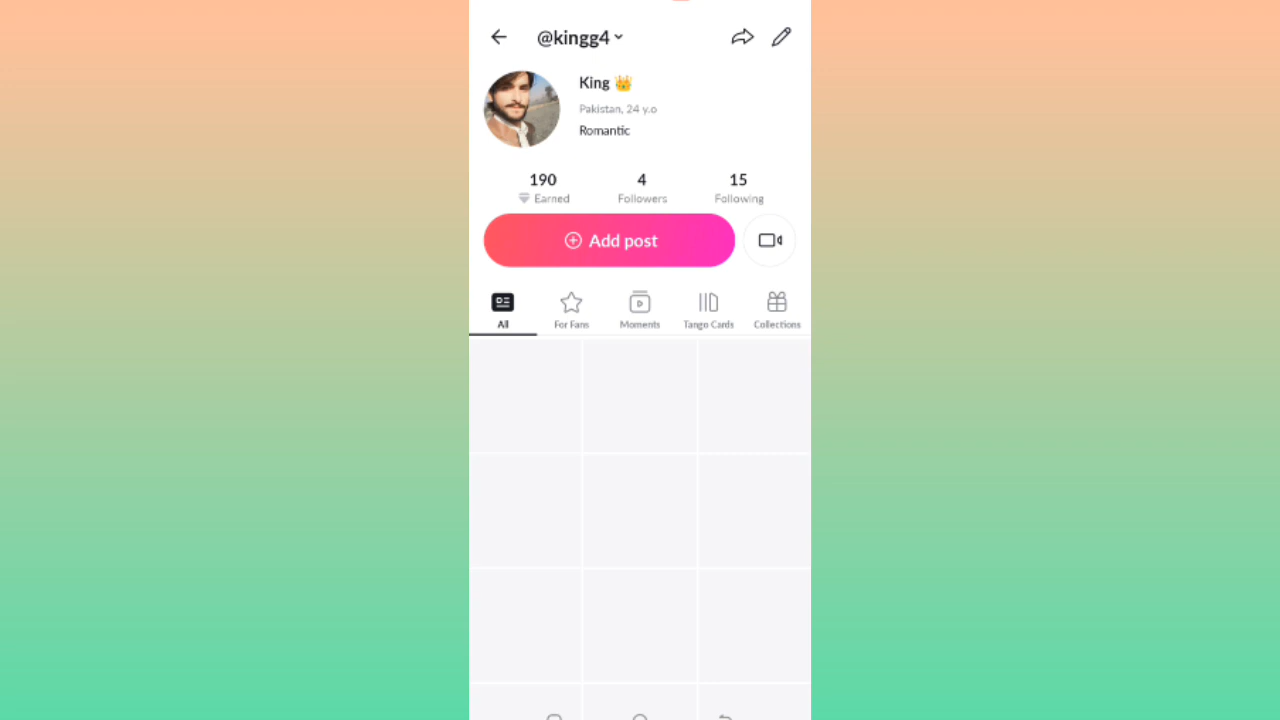 @kingg4
King 👑
Pakistan, 24 y.o
Romantic
190 4 15
Earned Followers Following
Add post
All For Fans Moments Tango Cards Collections